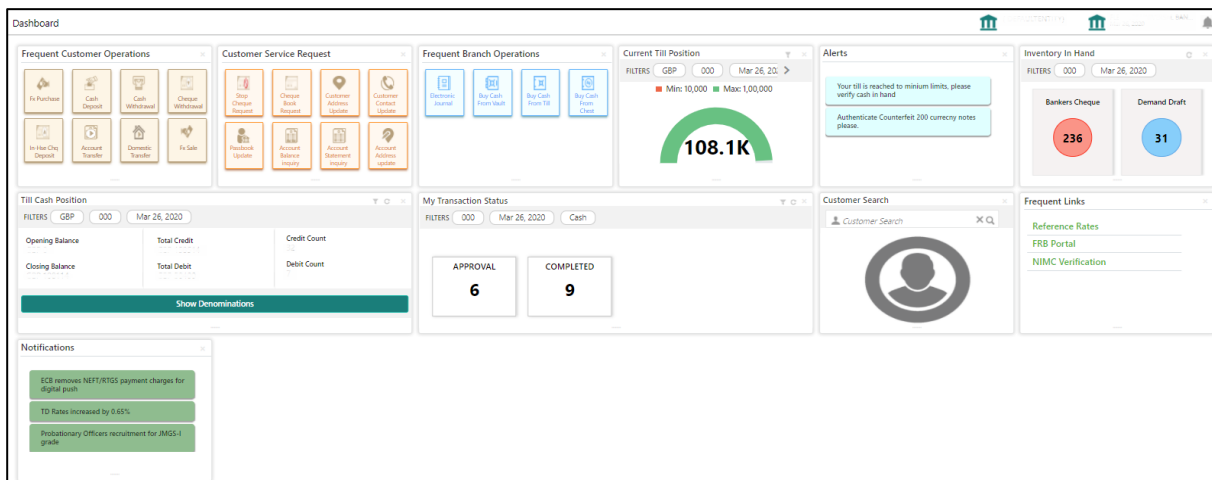 Dashboard
Frequent Customer Operations
Fx Purchase
Cash
Deposit
Cash
Withdrawal
Cheque
Withdrawal
In Hse Chq
Deposit
Account
Transfer
Domestic
Transfer
Fx Sale
Customer Service Request
Stop
Cheque
Request
Cheque
Book
Request
Customer
Address
Update
Customer
Contact
Update
Passbook
Update
Account
Balance
Inquiry
Account
Statement
Inquiry
Account
Address
update
Frequent Branch Operations
Electronic
Journal
Buy Cash
From Vault
Buy Cash
From Till
Buy Cash
From
Chest
Current Till Position
FILTERS GBP 000 Mar 26, 20
Min: 10,000 Max: 1,00,000
108.1K
Alerts
Your till is reached to minium limits, please
verify cash in hand
Authenticate Counterfeit 200 currecny notes
please.
Inventory In Hand
FILTERS 000 Mar 26, 2020
Bankers Cheque Demand Draft
236 31
Till Cash Position
FILTERS GBP 000 Mar 26, 2020
Opening Balance Total Credit Credit Count
Closing Balance Total Debit Debit Count
Show Denominations
My Transaction Status
FILTERS 000 Mar 26, 2020 Cash
APPROVAL COMPLETED
6 9
Customer Search
Customer Search
Frequent Links
Reference Rates
FRB Portal
NIMC Verification
Notifications
ECB removes NEFT/RTGS payment charges for
digital push
TD Rates increased by 0.65%
Probationary Officers recruitment for JMGS-I
grade